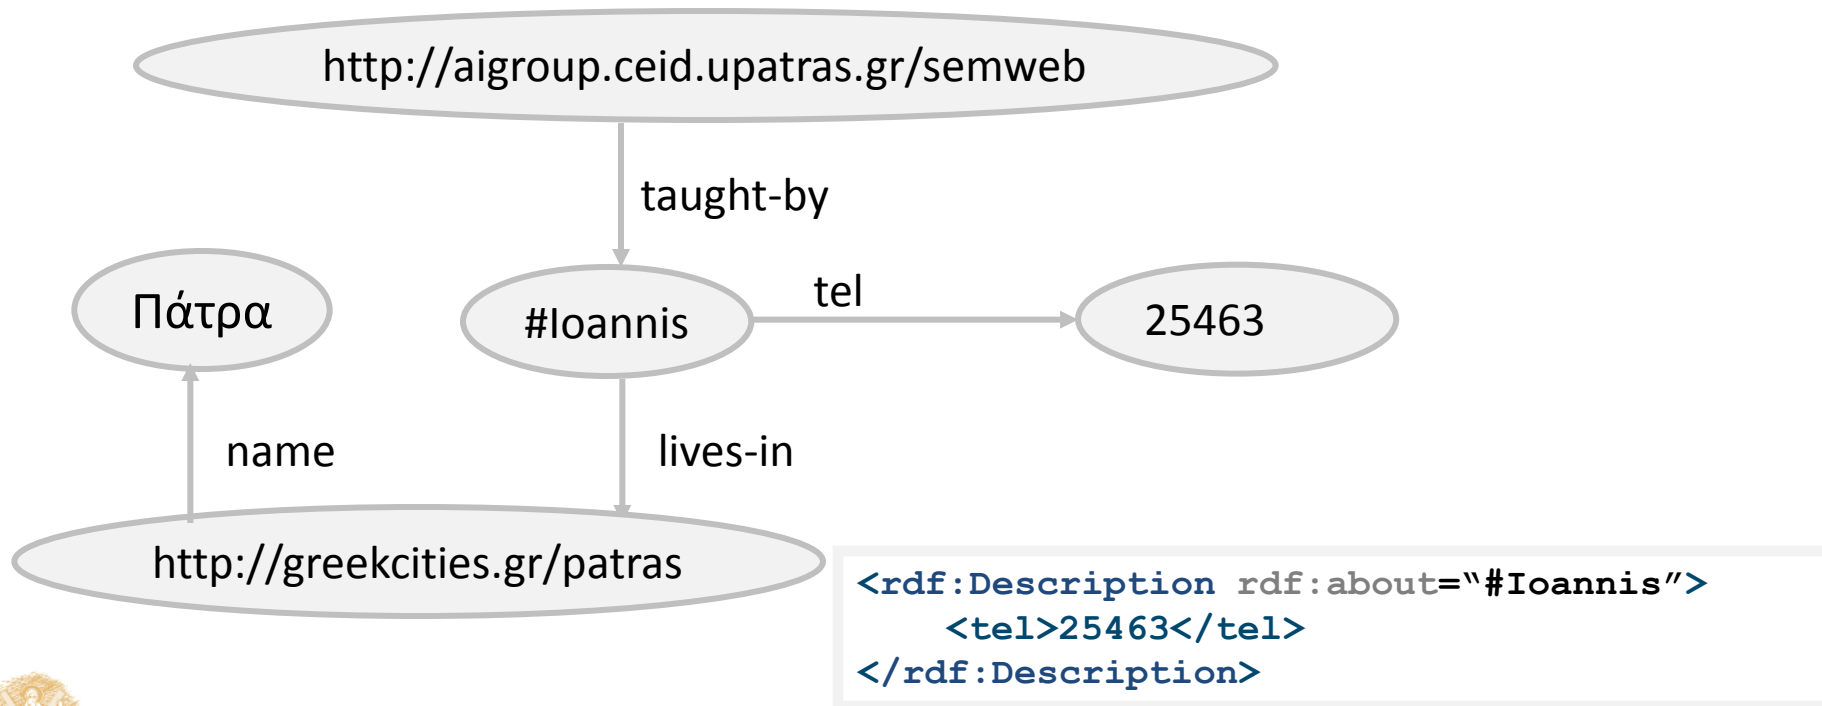 http://aigroup.ceid.upatras.gr/semweb
taught-by
Πάτρα
#Ioannis
tel
25463
name
lives-in
http://greekcities.gr/patras
<rdf:Description rdf:about=“#Ioannis”>
<tel>25463</tel>
</rdf:Description>